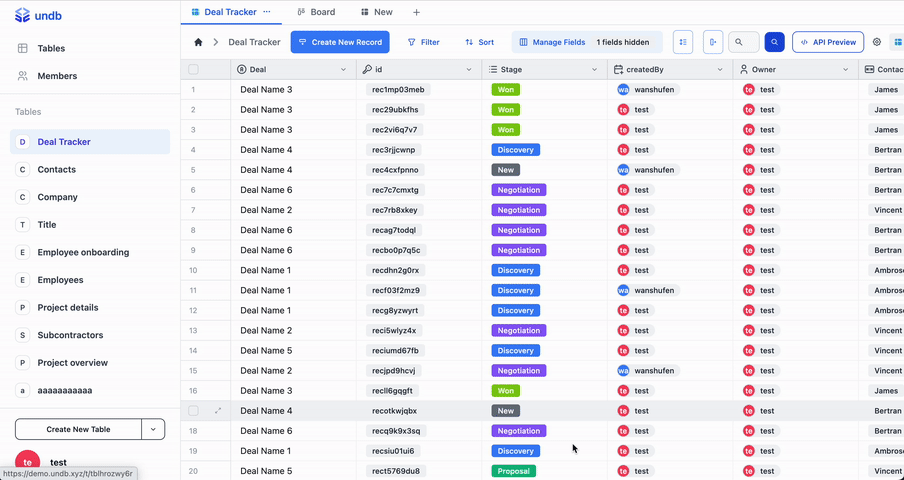 undb
Tables
Members
Tables
D Deal Tracker
C Contacts
C Company
T Title
E Employee onboarding
E Employees
P Project details
S Subcontractors
P Project overview
a aaaaaaaaaaa
Create New Table
te test
https://demo.undb.xyz/t/tblhrozwy6r
Deal Tracker ··· Board New +
Deal Tracker Create New Record Filter Sort Manage Fields 1 fields hidden API Preview
Deal id Stage createdBy Owner Contac
1 Deal Name 3 rec1mp03meb Won wa wanshufen te test James
2 Deal Name 3 rec29ubkfhs Won te test te test James
3 Deal Name 3 rec2vi6q7v7 Won te test te test James
4 Deal Name 4 rec3rjjcwnp Discovery te test te test Bertran
5 Deal Name 4 rec4cxfpnno New wa wanshufen te test Bertran
6 Deal Name 6 rec7c7cmxtg Negotiation te test te test Bertran
7 Deal Name 2 rec7rb8xkey Negotiation te test te test Vincent
8 Deal Name 6 recag7todql Negotiation te test te test Bertran
9 Deal Name 6 recbo0p7q5c Negotiation te test te test Bertran
10 Deal Name 1 recdhn2g0rx Discovery te test te test Ambros
11 Deal Name 1 recf03f2mz9 Discovery wa wanshufen te test Ambros
12 Deal Name 1 recg8yzwyrt Discovery te test te test Ambros
13 Deal Name 2 reci5wlyz4x Negotiation te test te test Vincent
14 Deal Name 5 reciumd67fb Discovery te test te test Vincent
15 Deal Name 2 recjpd9hcvj Negotiation wa wanshufen te test Vincent
16 Deal Name 3 recll6gqgft Won te test te test James
Deal Name 4 recotkwjqbx New te test te test Bertran
18 Deal Name 6 recq9k9x3sq Negotiation te test te test Bertran
19 Deal Name 1 recsiu01ui6 Discovery te test te test Ambros
20 Deal Name 5 rect5769du8 Proposal te test te test Vincent